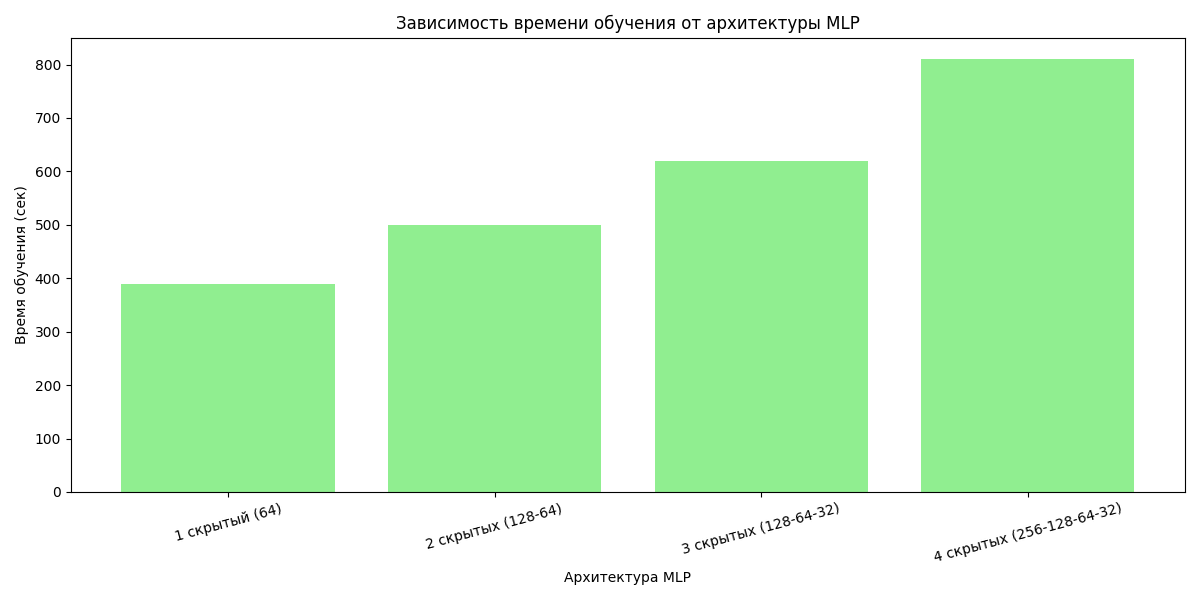 Зависимость времени обучения от архитектуры MLP
Время обучения (сек)
800
700
600
500
400
300
200
100
0
1 скрытый (64)
2 скрытых (128-64)
3 скрытых (128-64-32)
4 скрытых (256-128-64-32)
Архитектура MLP